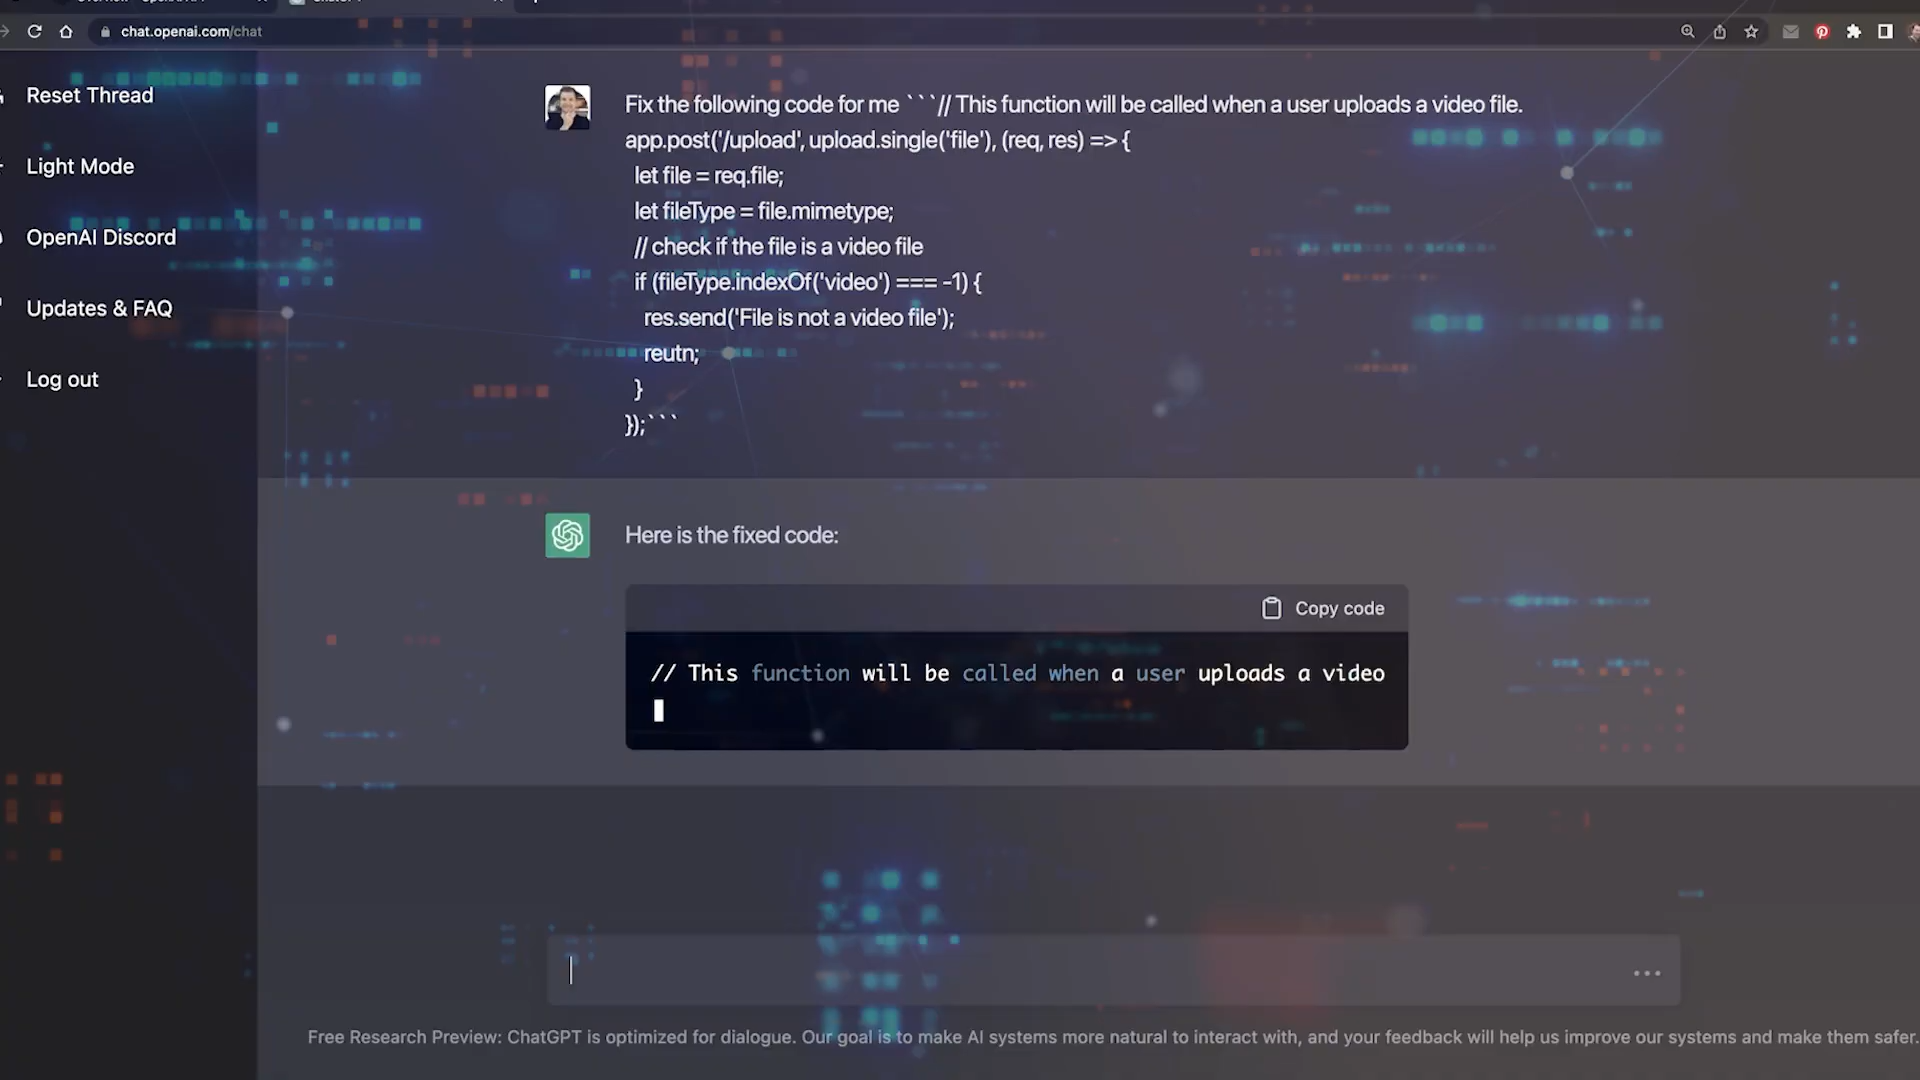 chat.openai.com/chat
Reset Thread
Light Mode
OpenAI Discord
Updates & FAQ
Log out
Fix the following code for me ```// This function will be called when a user uploads a video file.
app.post('/upload', upload.single('file'), (req, res) => {
let file = req.file;
let fileType = file.mimetype;
// check if the file is a video file
if (fileType.indexOf('video') === -1) {
res.send('File is not a video file');
reutn;
}
});```
Here is the fixed code:
Copy code
// This function will be called when a user uploads a video
Free Research Preview: ChatGPT is optimized for dialogue. Our goal is to make AI systems more natural to interact with, and your feedback will help us improve our systems and make them safer.